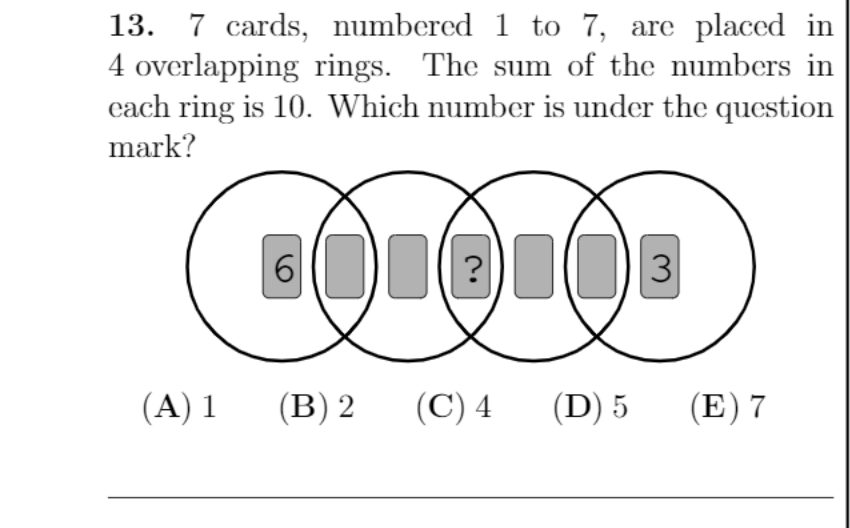 13. 7 cards, numbered 1 to 7, are placed in
4 overlapping rings. The sum of the numbers in
each ring is 10. Which number is under the question
mark?
6 ? 3
(A) 1 (B) 2 (C) 4 (D) 5 (E) 7